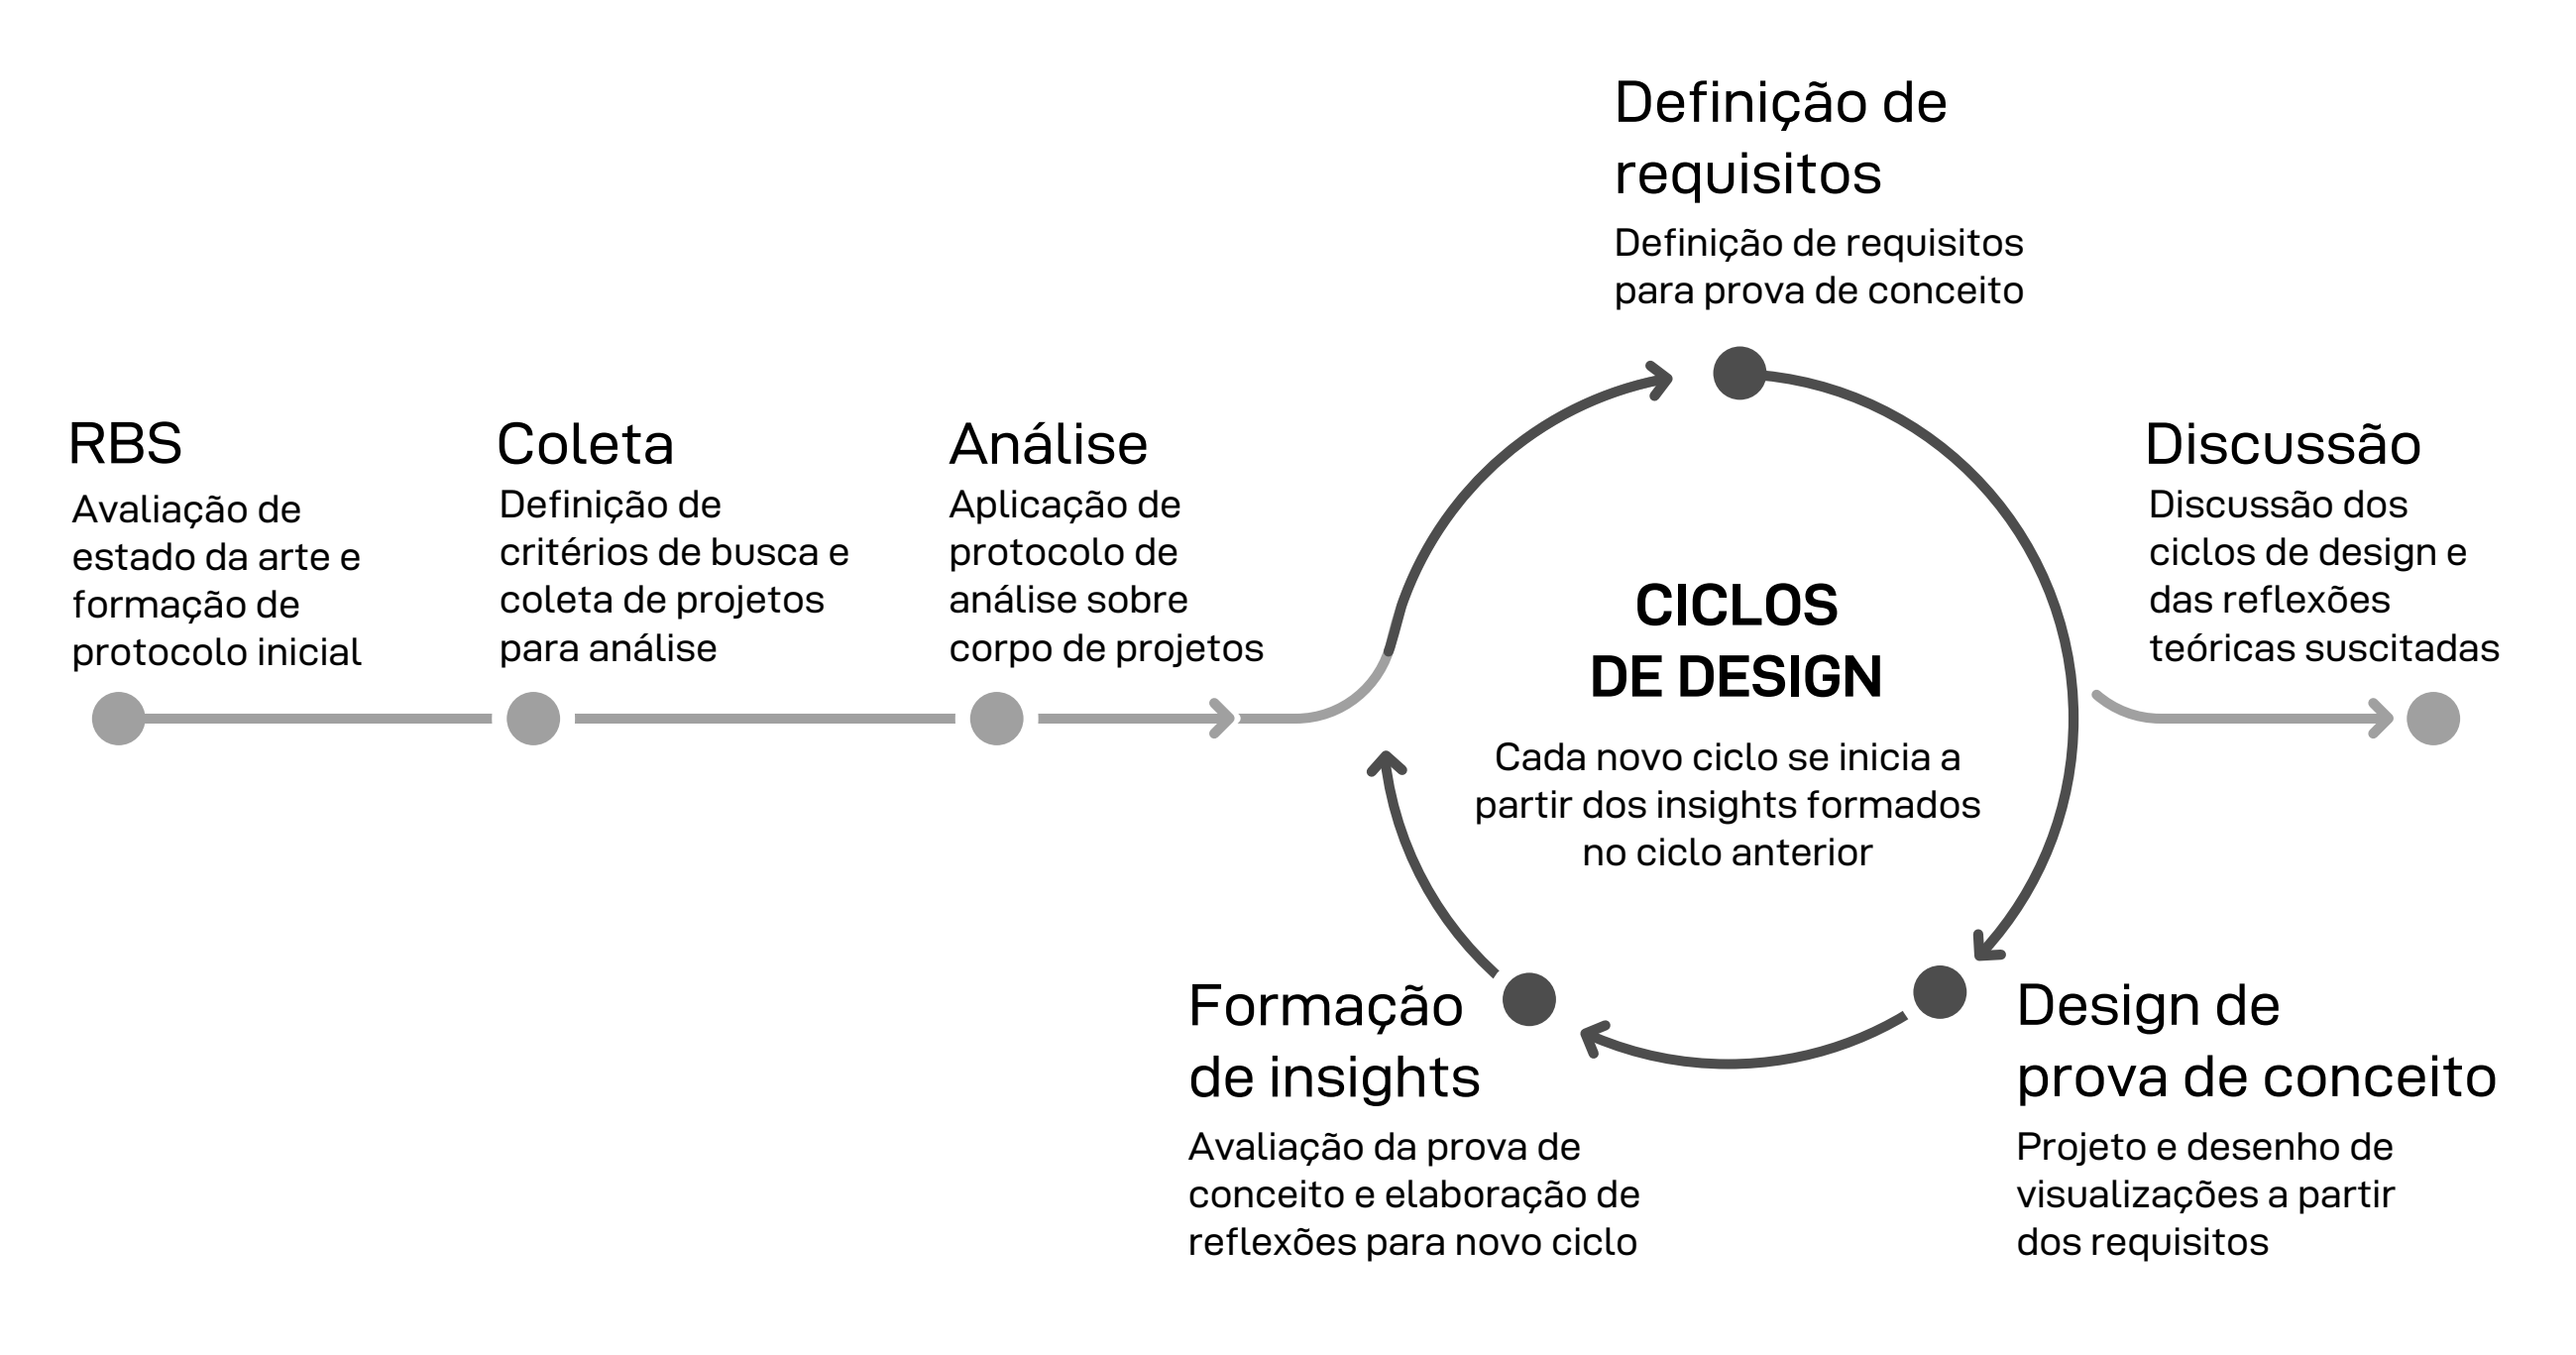 RBS
Avaliação de
estado da arte e
formação de
protocolo inicial
Coleta
Definição de
critérios de busca e
coleta de projetos
para análise
Análise
Aplicação de
protocolo de
análise sobre
corpo de projetos
Definição de
requisitos
Definição de requisitos
para prova de conceito
CICLOS
DE DESIGN
Cada novo ciclo se inicia a
partir dos insights formados
no ciclo anterior
Design de
prova de conceito
Projeto e desenho de
visualizações a partir
dos requisitos
Formação
de insights
Avaliação da prova de
conceito e elaboração de
reflexões para novo ciclo
Discussão
Discussão dos
ciclos de design e
das reflexões
teóricas suscitadas